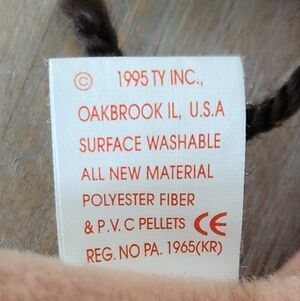 © 1995 TY INC.,
OAKBROOK IL, U.S.A
SURFACE WASHABLE
ALL NEW MATERIAL
POLYESTER FIBER
& P.V.C PELLETS CE
REG. NO PA. 1965(KR)